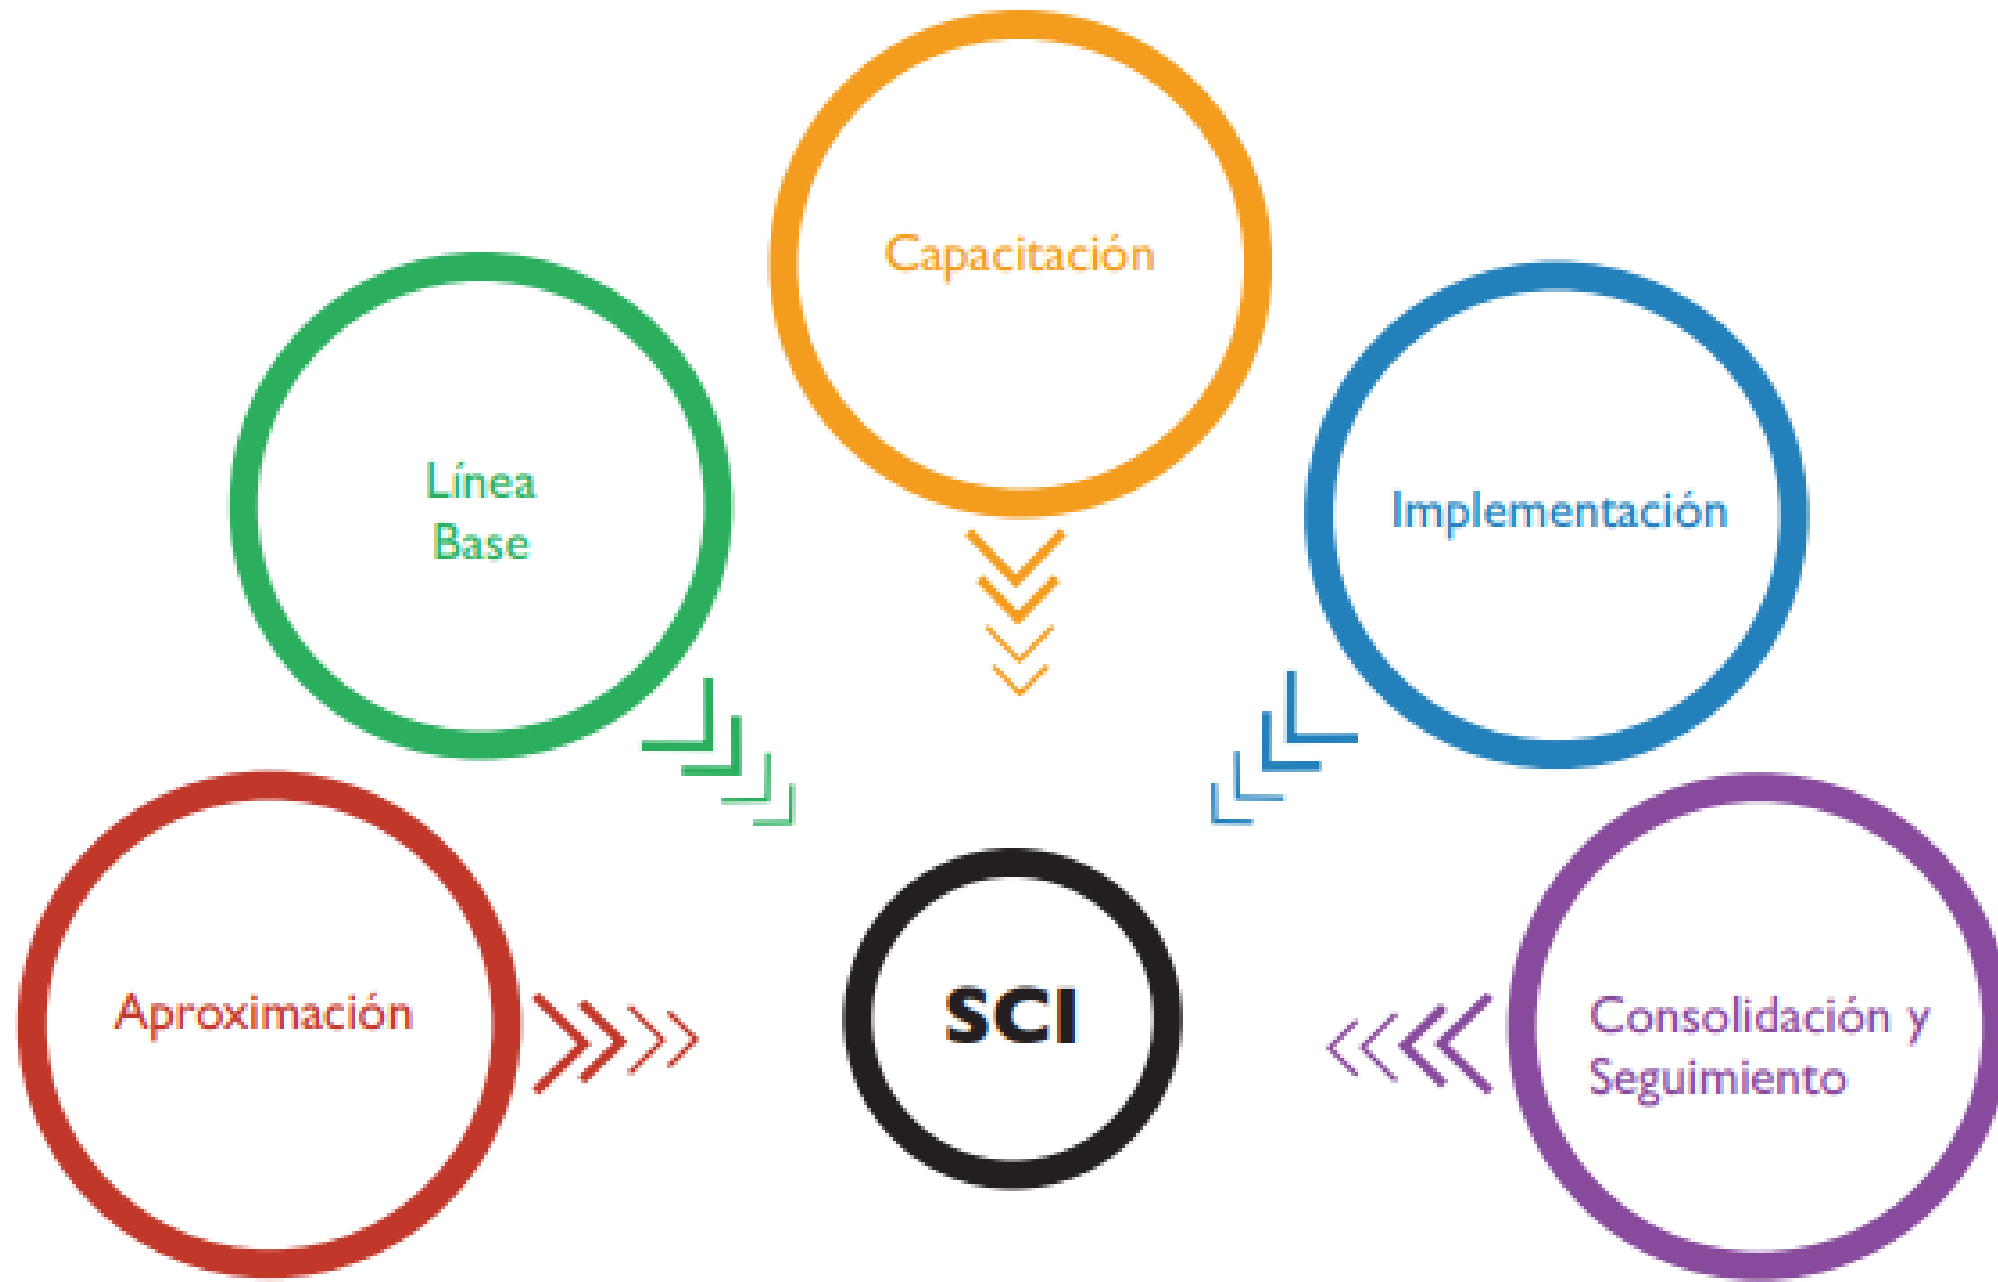 Capacitación
Línea
Base
Implementación
Aproximación
SCI
Consolidación y
Seguimiento